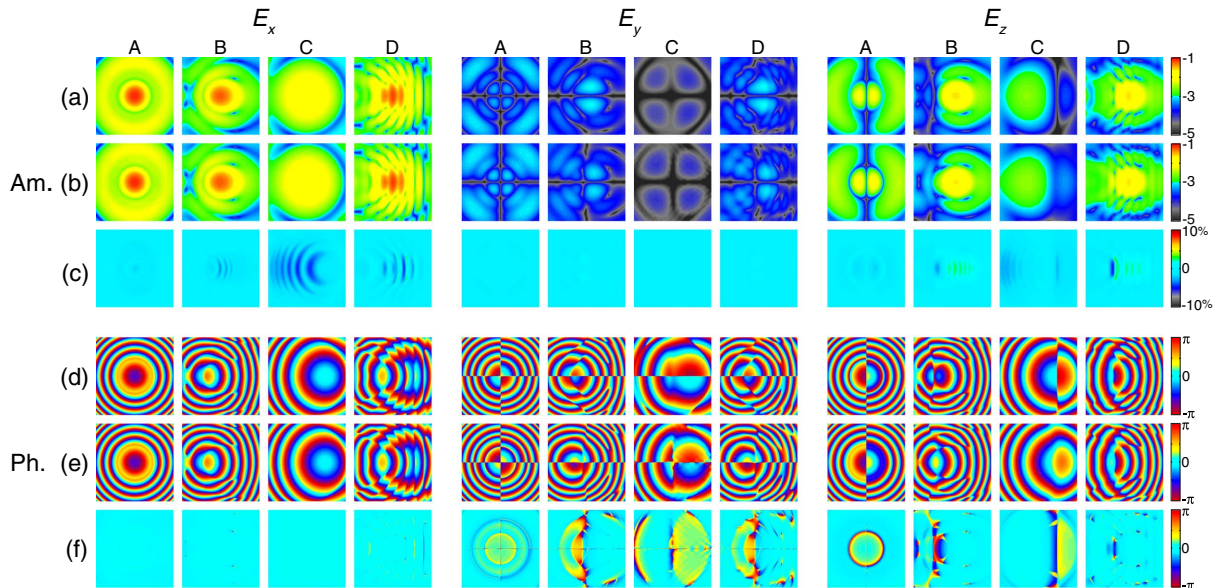 E_x E_y E_z
A B C D A B C D A B C D
(a) -1
-3
-5
Am. (b) -1
-3
-5
(c) 10%
0
-10%
(d) π
0
-π
Ph. (e) π
0
-π
(f) π
0
-π